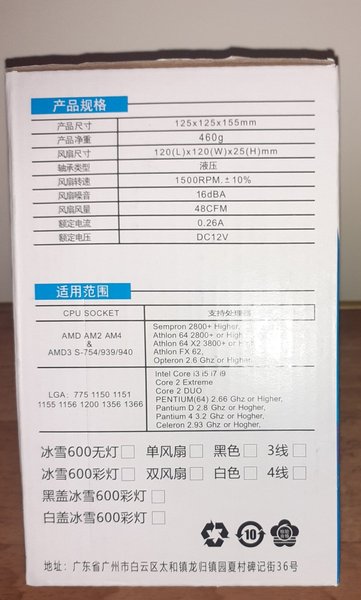 产品规格
产品尺寸 125x125x155mm
产品净重 460g
风扇尺寸 120(L)x120(W)x25(H)mm
轴承类型 液压
风扇转速 1500RPM.±10%
风扇噪音 16dBA
风扇风量 48CFM
额定电流 0.26A
额定电压 DC12V
适用范围
CPU SOCKET 支持处理器
AMD AM2 AM4
&
AMD3 S-754/939/940
Sempron 2800+ Higher,
Athlon 64 2800+ or Higher,
Athlon 64 X2 3800+ or Higher,
Athlon FX 62,
Opteron 2.6 Ghz or Higher,
LGA: 775 1150 1151
1155 1156 1200 1356 1366
Intel Core i3 i5 i7 i9
Core 2 Extreme
Core 2 DUO
PENTIUM(64) 2.66 Ghz or Higher,
Pantium D 2.8 Ghz or Hogher,
Pantium 4 3.2 Ghz or Higher,
Celeron 2.93 Ghz or Higher,
冰雪600无灯 单风扇 黑色 3线
冰雪600彩灯 双风扇 白色 4线
黑盖冰雪600彩灯
白盖冰雪600彩灯
10
地址：广东省广州市白云区太和镇龙归镇园夏村碑记街36号